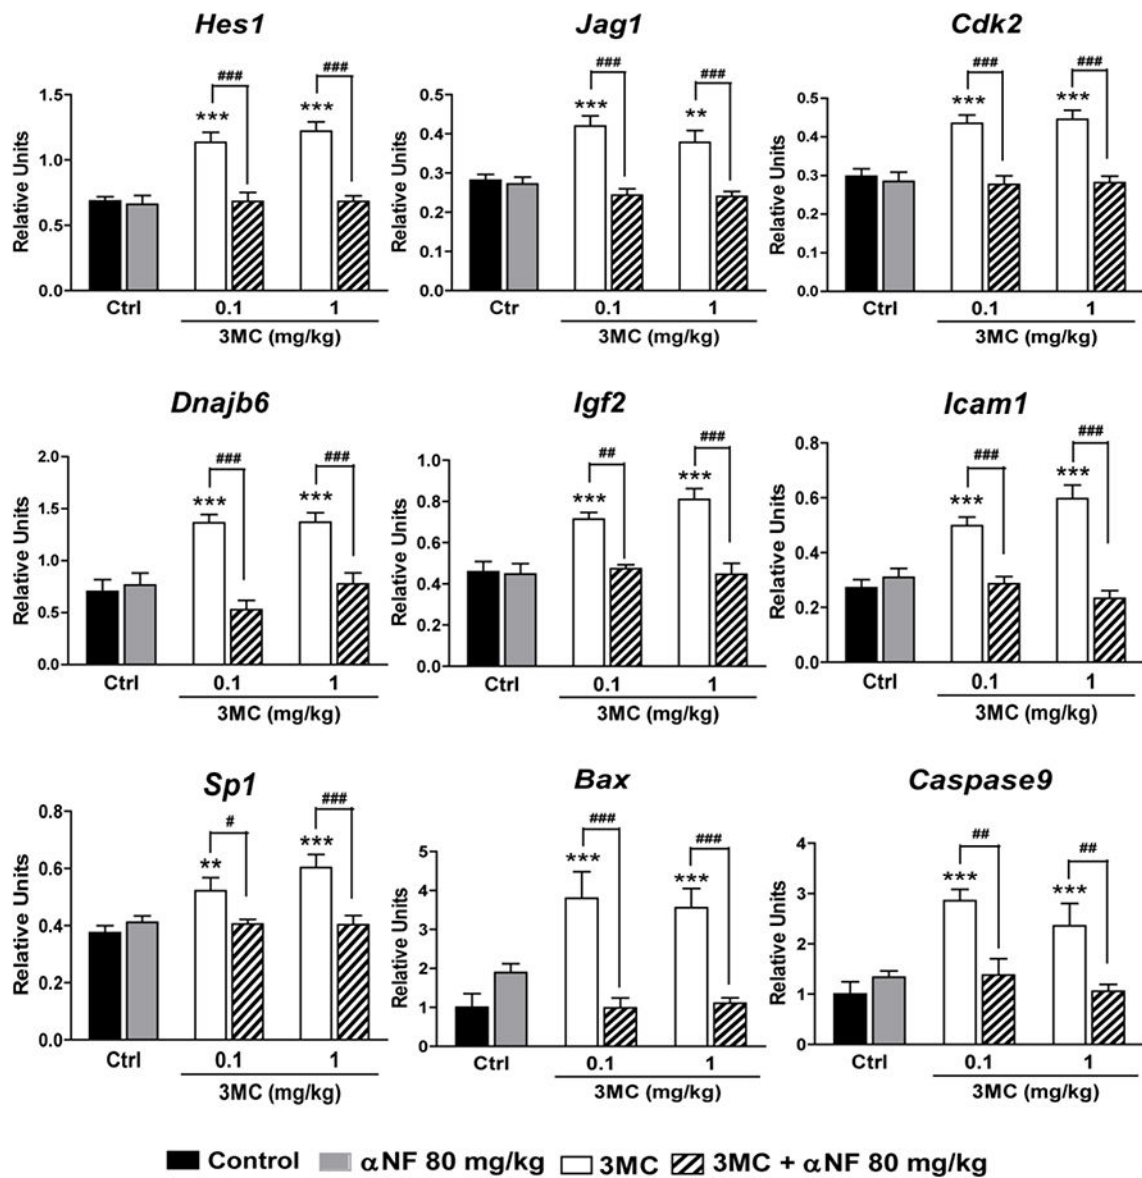 Hes1 Jag1 Cdk2
### ### ### ### ### ###
*** *** *** ** *** ***
Relative Units Relative Units Relative Units
1.5 0.5 0.5
1.0 0.4 0.4
0.5 0.3 0.3
0.0 0.2 0.2
0.1 0.1
0.0 0.0
Ctrl 0.1 1 Ctr 0.1 1 Ctrl 0.1 1
3MC (mg/kg) 3MC (mg/kg) 3MC (mg/kg)
Dnajb6 Igf2 Icam1
### ### ## ### ### ###
*** *** *** *** *** ***
Relative Units Relative Units Relative Units
2.0 1.0 0.8
1.5 0.8 0.6
1.0 0.6 0.4
0.5 0.4 0.2
0.0 0.2 0.0
0.0
Ctrl 0.1 1 Ctrl 0.1 1 Ctrl 0.1 1
3MC (mg/kg) 3MC (mg/kg) 3MC (mg/kg)
Sp1 Bax Caspase9
# ### ### ### ## ##
** *** *** *** *** ***
Relative Units Relative Units Relative Units
0.8 5 4
0.6 4 3
0.4 2 2
0.2 1 1
0.0 0 0
Ctrl 0.1 1 Ctrl 0.1 1 Ctrl 0.1 1
3MC (mg/kg) 3MC (mg/kg) 3MC (mg/kg)
Control αNF 80 mg/kg 3MC 3MC + αNF 80 mg/kg